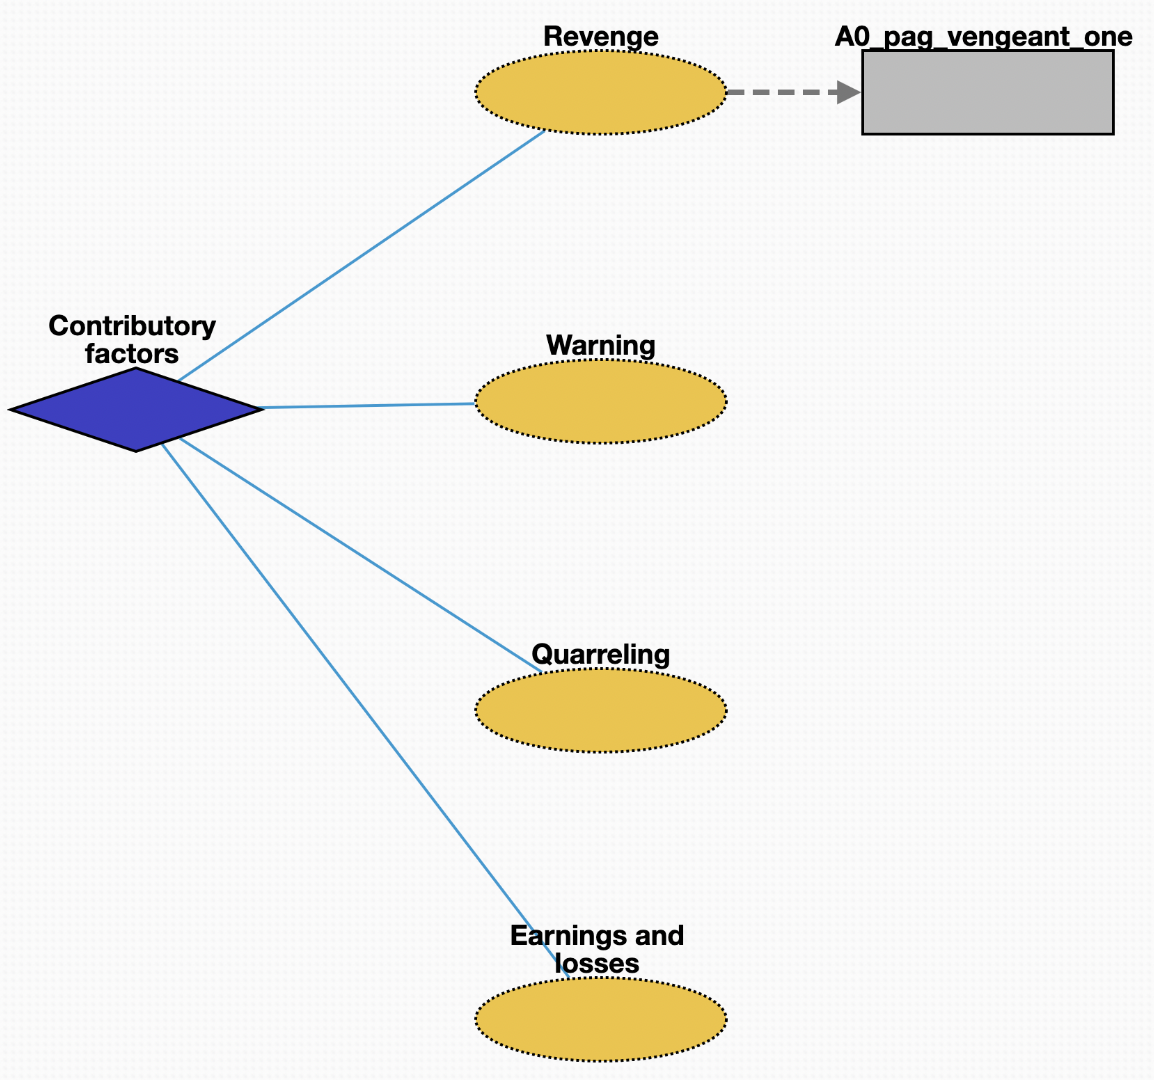 Revenge
A0_pag_vengeant_one
Contributory
factors
Warning
Quarreling
Earnings and
losses